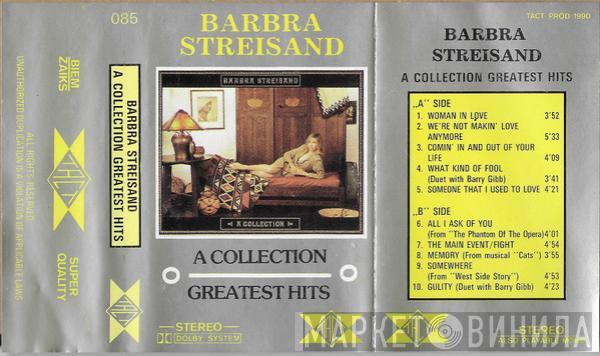 085
BIEM
ZAIKS
UNAUTHORIZED DUPLICATION IS A VIOLATION OF APPLICABLE LAWS
ALL RIGHTS RESERVED
SUPER
QUALITY
BARBRA STREISAND
A COLLECTION GREATEST HITS
BARBRA
STREISAND
BARBRA STREISAND
A COLLECTION
A COLLECTION
GREATEST HITS
STEREO
DOLBY SYSTEM
TACT PROD 1990
BARBRA
STREISAND
A COLLECTION GREATEST HITS
„A" SIDE
1. WOMAN IN LOVE 3'52
2. WE'RE NOT MAKIN' LOVE
ANYMORE 5'33
3. COMIN' IN AND OUT OF YOUR
LIFE 4'09
4. WHAT KIND OF FOOL
(Duet with Barry Gibb) 3'41
5. SOMEONE THAT I USED TO LOVE 4'21
„B" SIDE
6. ALL I ASK OF YOU
(From "The Phantom Of The Opera) 4'01
7. THE MAIN EVENT/FIGHT 4'54
8. MEMORY (From musical "Cats") 3'55
9. SOMEWHERE
(From "West Side Story") 4'53
10. GULITY (Duet with Barry Gibb) 4'23
STEREO
ALSO PLAYABLE
МАРКЕТ ВИНИЛА